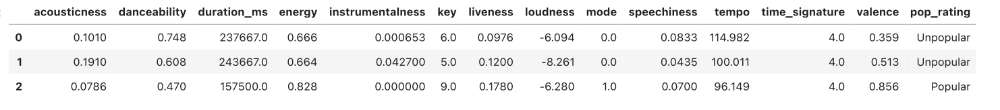 acousticness danceability duration_ms energy instrumentalness key liveness loudness mode speechiness tempo time_signature valence pop_rating
0 0.1010 0.748 237667.0 0.666 0.000653 6.0 0.0976 -6.094 0.0 0.0833 114.982 4.0 0.359 Unpopular
1 0.1910 0.608 243667.0 0.664 0.042700 5.0 0.1200 -8.261 0.0 0.0435 100.011 4.0 0.513 Unpopular
2 0.0786 0.470 157500.0 0.828 0.000000 9.0 0.1780 -6.280 1.0 0.0700 96.149 4.0 0.856 Popular